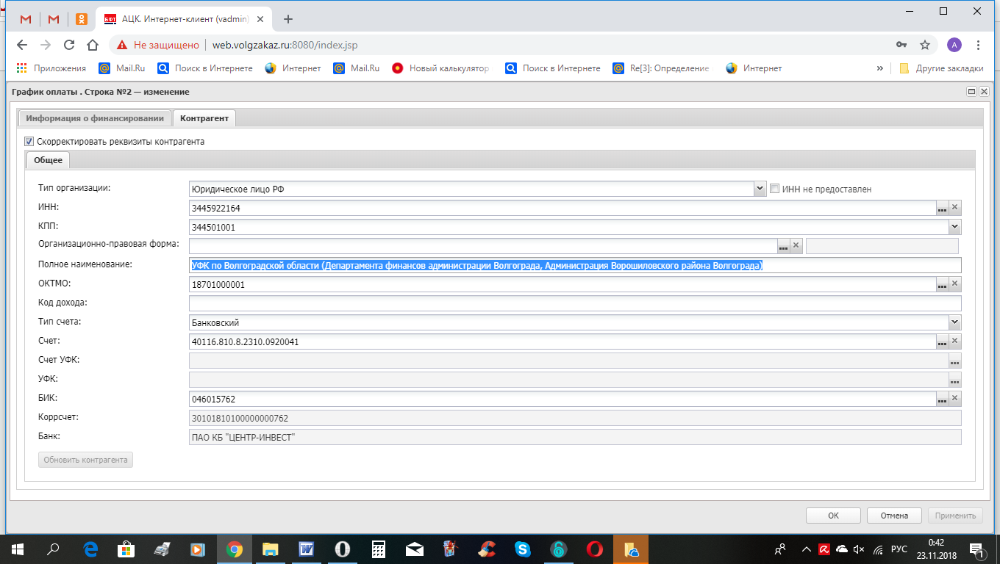 БФТ АЦК. Интернет-клиент (vadmin)
Не защищено web.volgzakaz.ru:8080/index.jsp А
Приложения Mail.Ru Поиск в Интернете Интернет Mail.Ru Новый калькулятор Поиск в Интернете Re[3]: Определение Интернет » Другие закладки
График оплаты . Строка №2 — изменение
Информация о финансировании Контрагент
Скорректировать реквизиты контрагента
Общее
Тип организации: Юридическое лицо РФ ИНН не предоставлен
ИНН: 3445922164
КПП: 344501001
Организационно-правовая форма:
Полное наименование: УФК по Волгоградской области (Департамента финансов администрации Волгограда, Администрация Ворошиловского района Волгограда)
ОКТМО: 18701000001
Код дохода:
Тип счета: Банковский
Счет: 40116.810.8.2310.0920041
Счет УФК:
УФК:
БИК: 046015762
Коррсчет: 30101810100000000762
Банк: ПАО КБ "ЦЕНТР-ИНВЕСТ"
Обновить контрагента
ОК Отмена Применить
РУС 0:42
23.11.2018 1